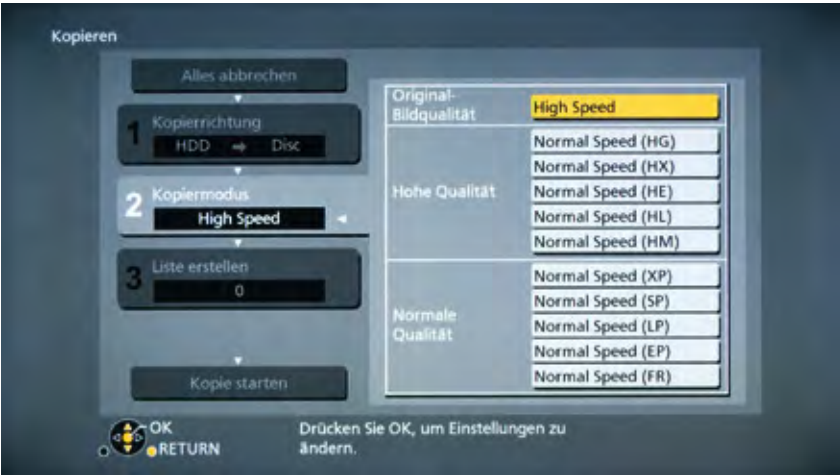 Kopieren
Alles abbrechen
1 Kopierrichtung
HDD ➡ Disc
2 Kopiermodus
High Speed
3 Liste erstellen
0
Kopie starten
Original-
Bildqualität
High Speed
Hohe Qualität
Normal Speed (HG)
Normal Speed (HX)
Normal Speed (HE)
Normal Speed (HL)
Normal Speed (HM)
Normale
Qualität
Normal Speed (XP)
Normal Speed (SP)
Normal Speed (LP)
Normal Speed (EP)
Normal Speed (FR)
OK
RETURN
Drücken Sie OK, um Einstellungen zu
ändern.